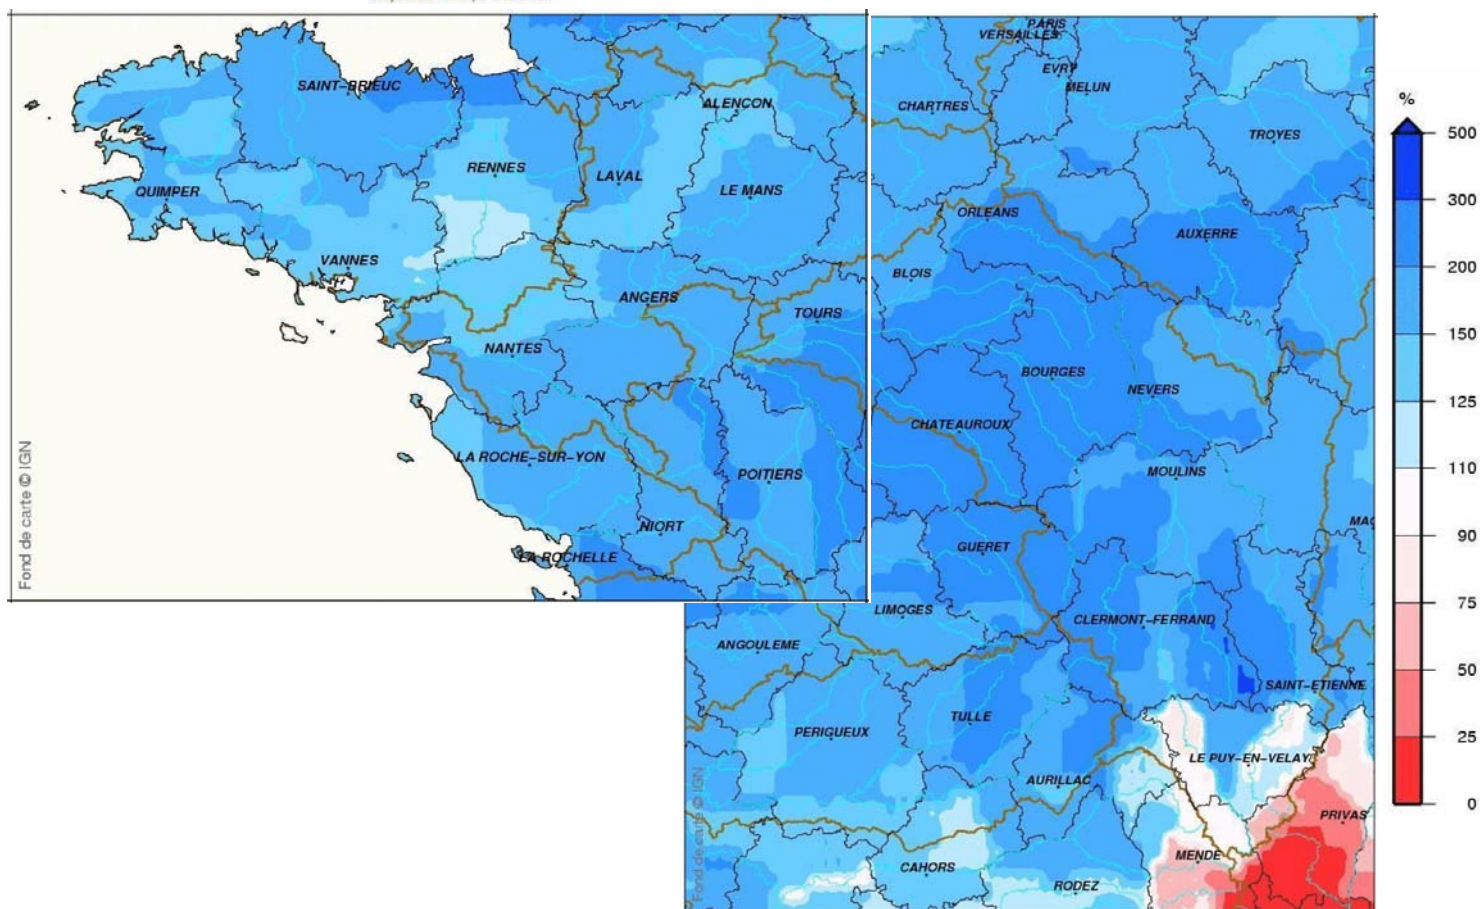 PARIS
VERSAILLES
EVRY
MELUN
SAINT-BRIEUC
ALENCON
CHARTRES
%
500
TROYES
RENNES
LAVAL
LE MANS
QUIMPER
300
ORLEANS
AUXERRE
VANNES
BLOIS
200
ANGERS
TOURS
150
NANTES
BOURGES
NEVERS
125
CHATEAUROUX
LA ROCHE-SUR-YON
POITIERS
MOULINS
110
Fond de carte © IGN
NIORT
MAC
90
LA ROCHELLE
GUERET
75
LIMOGES
CLERMONT-FERRAND
ANGOULEME
50
SAINT-ETIENNE
TULLE
PERIGUEUX
25
LE PUY-EN-VELAY
AURILLAC
0
Fond de carte © IGN
PRIVAS
MENDE
CAHORS
RODEZ